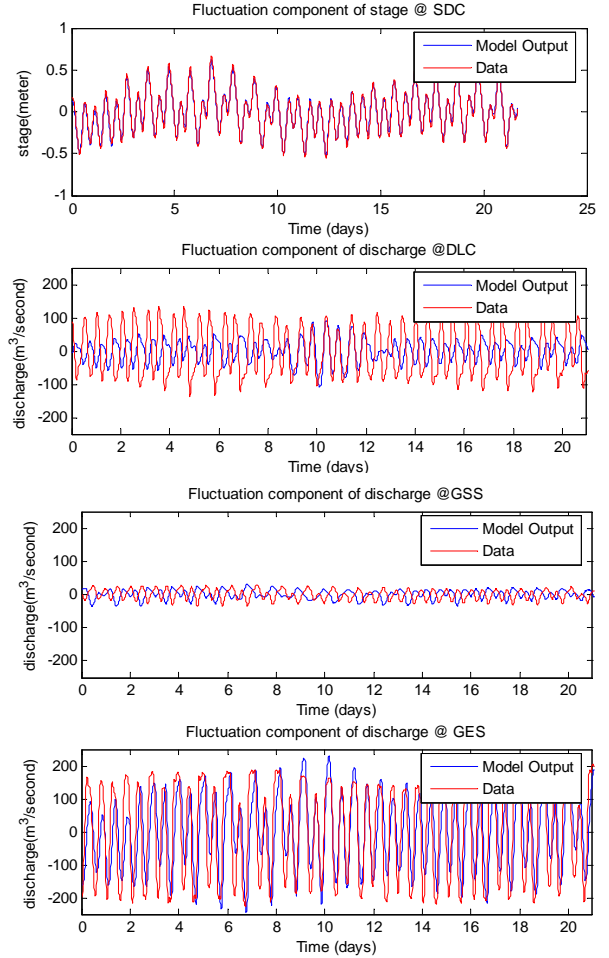 Fluctuation component of stage @ SDC
1
0.5
0
-0.5
-1
stage(meter)
Model Output
Data
0 5 10 15 20 25
Time (days)
Fluctuation component of discharge @DLC
200
100
0
-100
-200
discharge(m³/second)
Model Output
Data
0 2 4 6 8 10 12 14 16 18 20
Time (days)
Fluctuation component of discharge @GSS
200
100
0
-100
-200
discharge(m³/second)
Model Output
Data
0 2 4 6 8 10 12 14 16 18 20
Time (days)
Fluctuation component of discharge @ GES
200
100
0
-100
-200
discharge(m³/second)
Model Output
Data
0 2 4 6 8 10 12 14 16 18 20
Time (days)